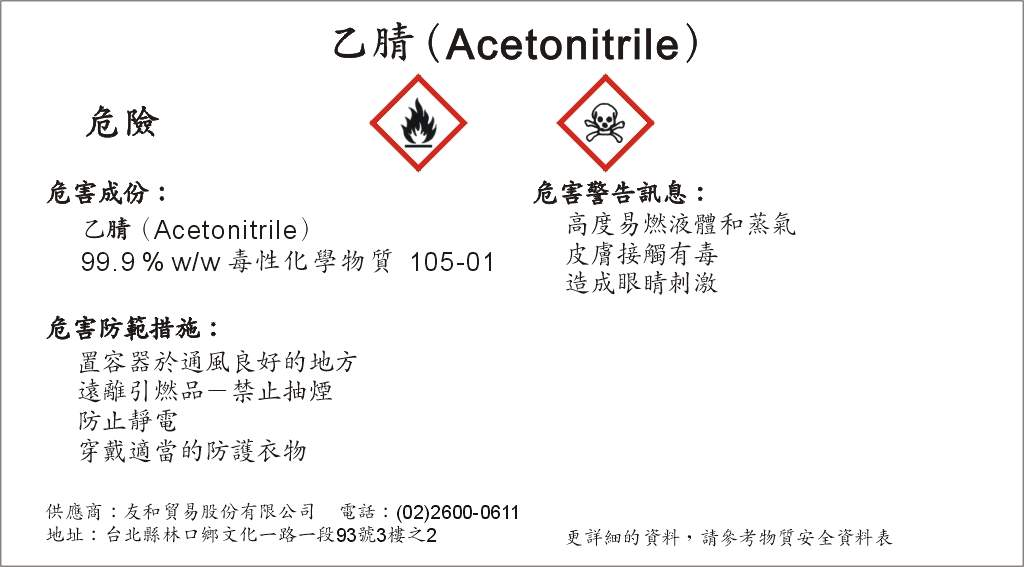 乙腈（Acetonitrile）
危險
危害成份：
乙腈（Acetonitrile）
99.9％w/w毒性化學物質 105-01
危害警告訊息：
高度易燃液體和蒸氣
皮膚接觸有毒
造成眼睛刺激
危害防範措施：
置容器於通風良好的地方
遠離引燃品－禁止抽煙
防止靜電
穿戴適當的防護衣物
供應商：友和貿易股份有限公司 電話：(02)2600-0611
地址：台北縣林口鄉文化一路一段93號3樓之2
更詳細的資料，請參考物質安全資料表